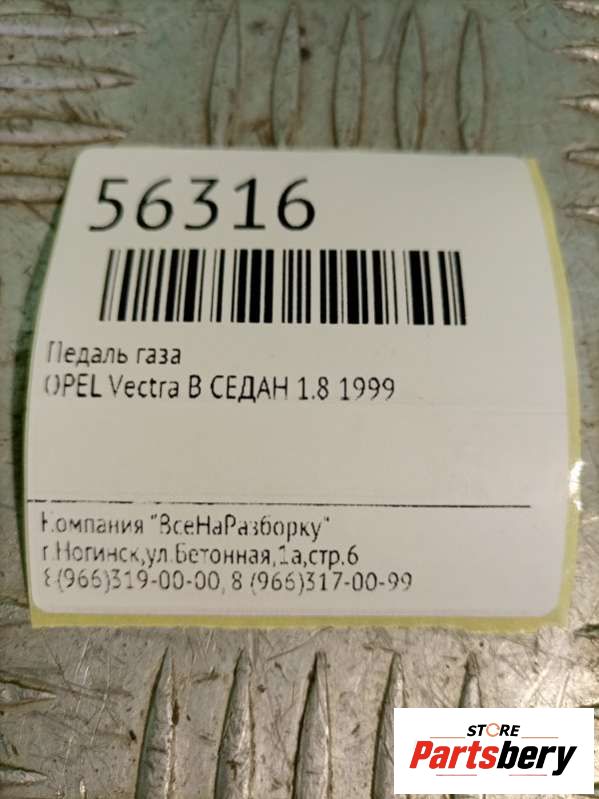 56316
Педаль газа
OPEL Vectra B СЕДАН 1.8 1999
Компания "ВсеНаРазборку"
г.Ногинск,ул.Бетонная,1а,стр.6
8(966)319-00-00, 8 (966)317-00-99
STORE
Partsbery